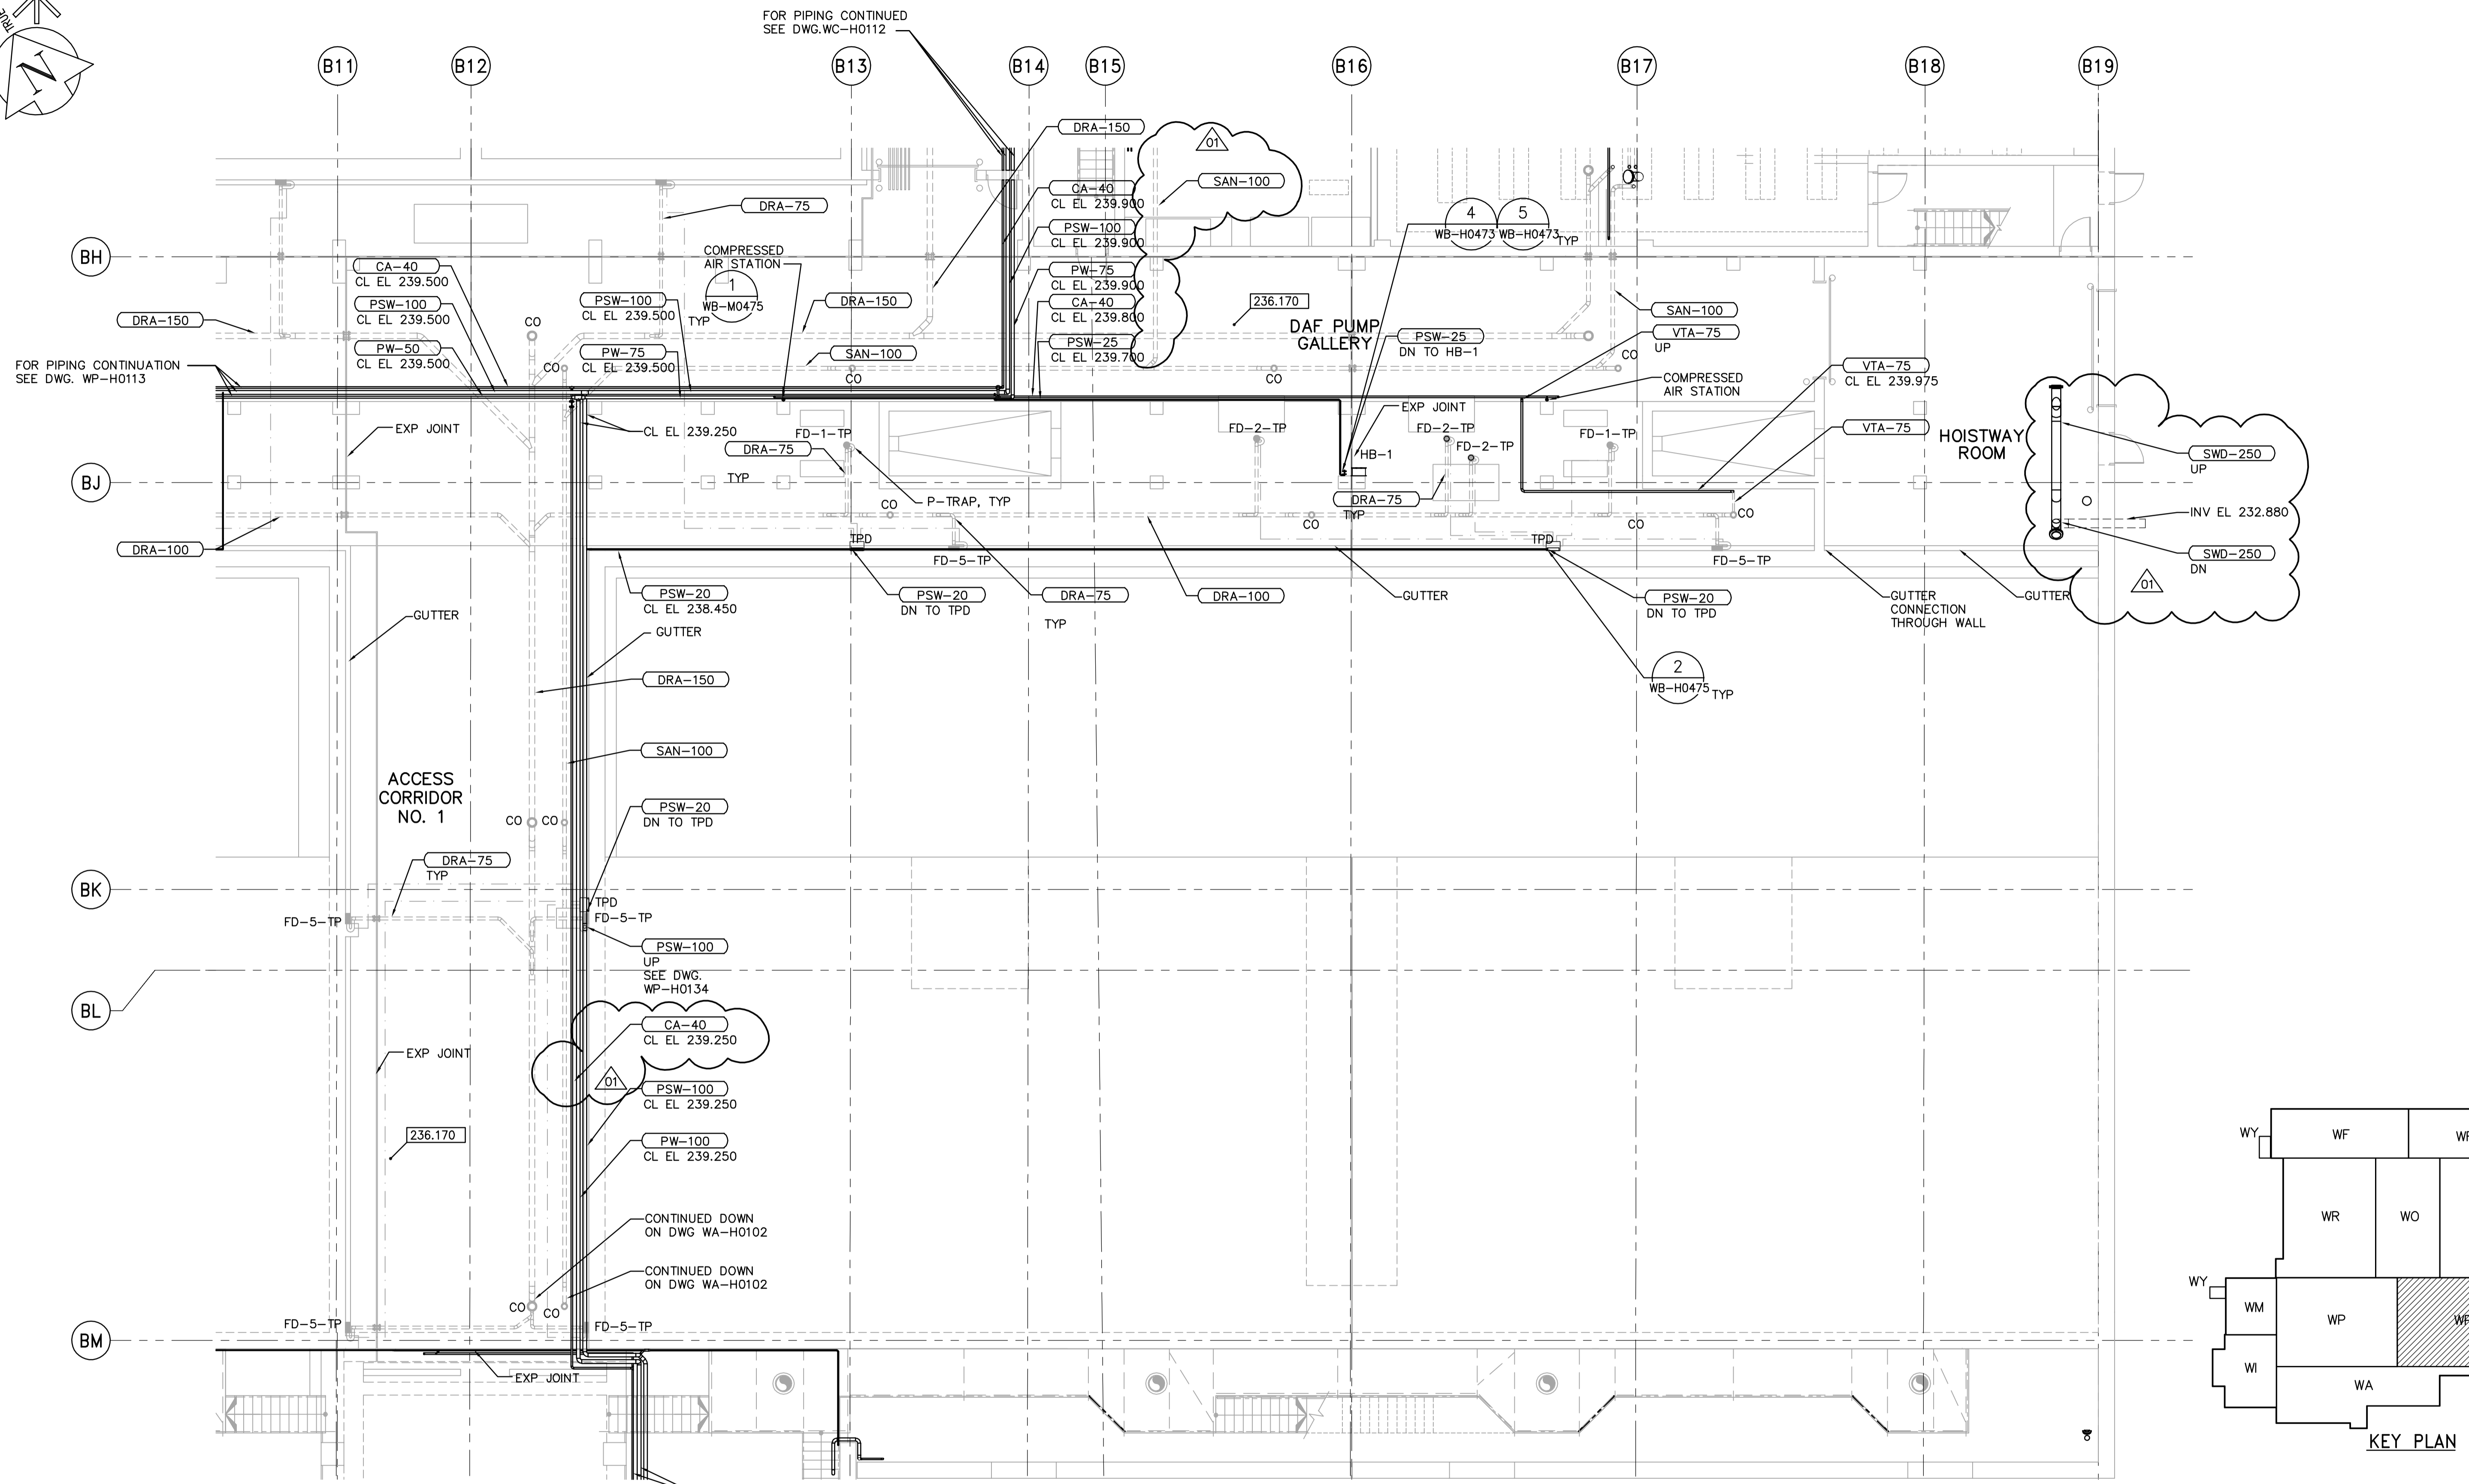 TRUE
N
FOR PIPING CONTINUED
SEE DWG.WC-H0112
B11
B12
B13
B14
B15
B16
B17
B18
B19
DRA-150
01
SAN-100
CA-40
CL EL 239.900
DRA-75
PSW-100
CL EL 239.900
4
WB-H0473
5
WB-H0473
TYP
BH
COMPRESSED
AIR STATION
CA-40
CL EL 239.500
PW-75
CL EL 239.900
1
WB-M0475
TYP
PSW-100
CL EL 239.500
PSW-100
CL EL 239.500
DRA-150
CA-40
CL EL 239.800
236.170
SAN-100
DRA-150
CO
DAF PUMP
GALLERY
PSW-25
DN TO HB-1
VTA-75
UP
PW-50
CL EL 239.500
PW-75
CL EL 239.500
SAN-100
PSW-25
CL EL 239.700
CO
FOR PIPING CONTINUATION
SEE DWG. WP-H0113
CO
CO
CO
COMPRESSED
AIR STATION
VTA-75
CL EL 239.975
EXP JOINT
EXP JOINT
CL EL 239.250
FD-1-TP
FD-2-TP
FD-2-TP
FD-2-TP
FD-1-TP
VTA-75
HOISTWAY
ROOM
DRA-75
TYP
HB-1
SWD-250
UP
BJ
P-TRAP, TYP
DRA-75
TYP
CO
CO
CO
CO
INV EL 232.880
DRA-100
TPD
TPD
FD-5-TP
FD-5-TP
SWD-250
DN
01
PSW-20
CL EL 238.450
PSW-20
DN TO TPD
DRA-75
TYP
DRA-100
GUTTER
PSW-20
DN TO TPD
GUTTER
CONNECTION
THROUGH WALL
GUTTER
GUTTER
GUTTER
DRA-150
2
WB-H0475
TYP
SAN-100
ACCESS
CORRIDOR
NO. 1
PSW-20
DN TO TPD
CO
CO
DRA-75
TYP
BK
TPD
FD-5-TP
FD-5-TP
PSW-100
UP
SEE DWG.
WP-H0134
BL
CA-40
CL EL 239.250
EXP JOINT
01
PSW-100
CL EL 239.250
236.170
PW-100
CL EL 239.250
CONTINUED DOWN
ON DWG WA-H0102
CONTINUED DOWN
ON DWG WA-H0102
CO
CO
FD-5-TP
FD-5-TP
BM
EXP JOINT
WY
WF
WR
WO
WY
WM
WP
WI
WA
KEY PLAN